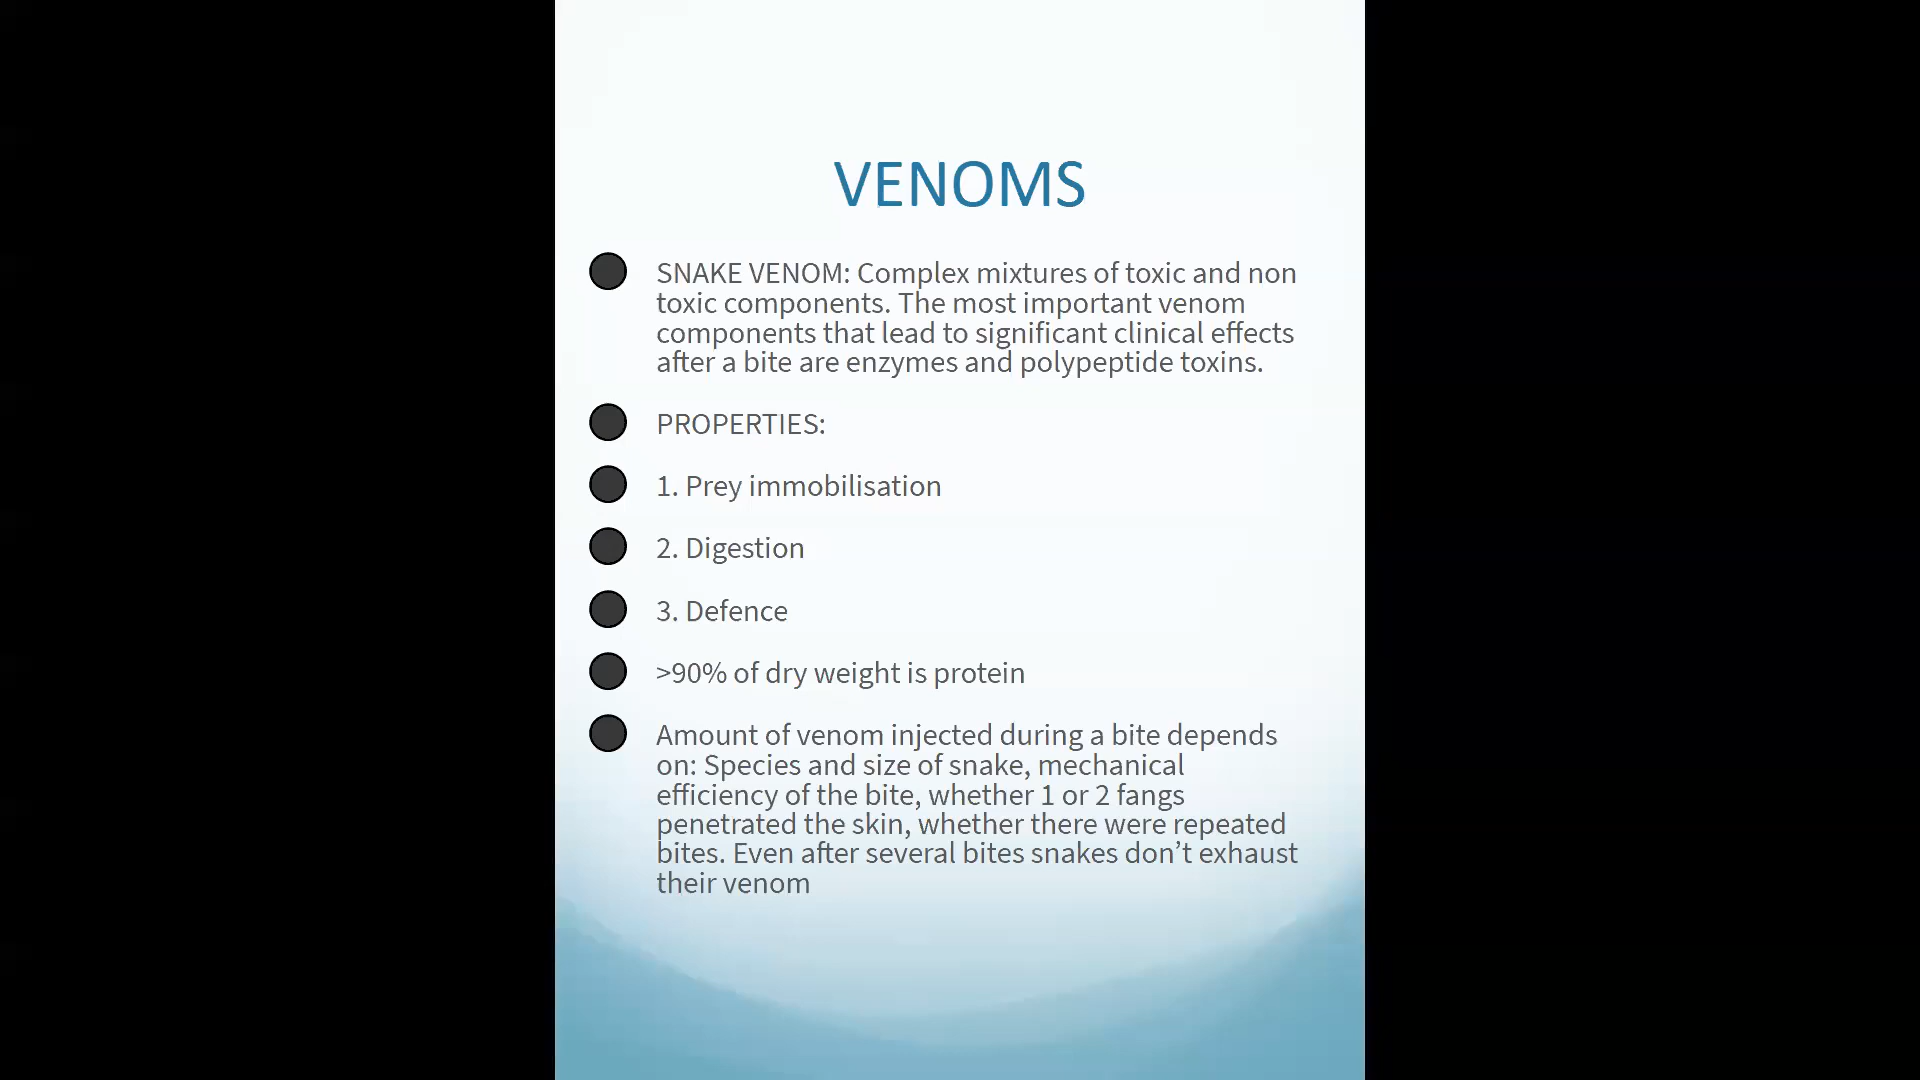 VENOMS
SNAKE VENOM: Complex mixtures of toxic and non
toxic components. The most important venom
components that lead to significant clinical effects
after a bite are enzymes and polypeptide toxins.
PROPERTIES:
1. Prey immobilisation
2. Digestion
3. Defence
>90% of dry weight is protein
Amount of venom injected during a bite depends
on: Species and size of snake, mechanical
efficiency of the bite, whether 1 or 2 fangs
penetrated the skin, whether there were repeated
bites. Even after several bites snakes don’t exhaust
their venom